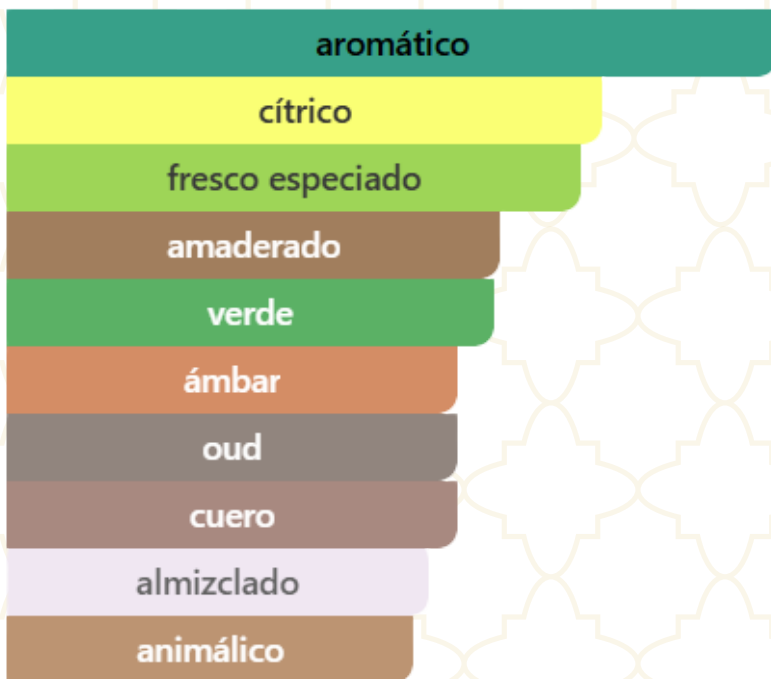 aromático
cítrico
fresco especiado
amaderado
verde
ámbar
oud
cuero
almizclado
animálico